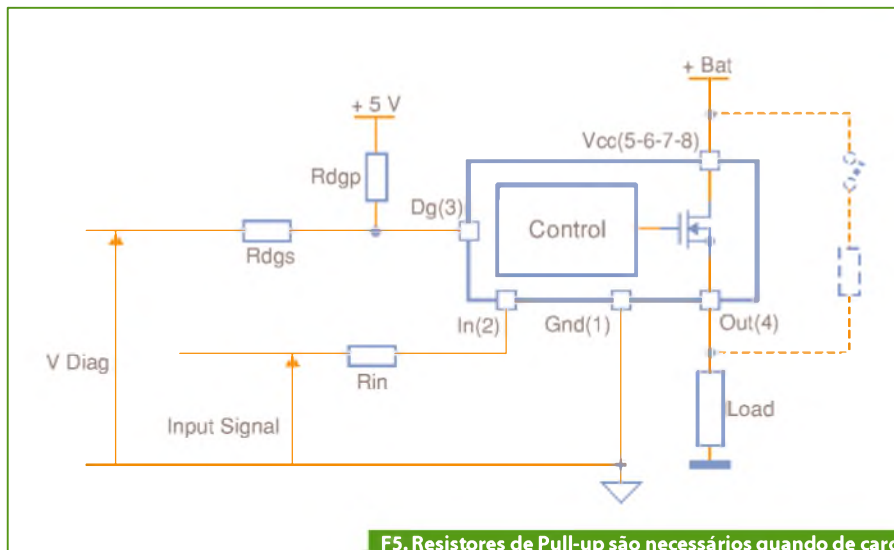 + Bat
+ 5 V
Vcc(5-6-7-8)
Rdgp
Dg(3)
Control
Rdgs
In(2)
Gnd(1)
Out(4)
V Diag
Rin
Load
Input Signal
F5. Resistores de Pull-up são necessários quando de